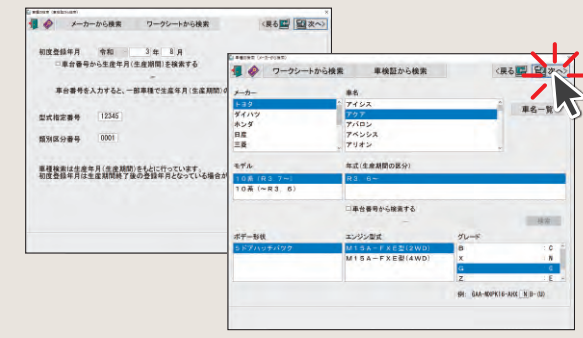 メーカーから検索 ワークシートから検索 <戻る 次へ>
初度登録年月 令和 3 年 8 月
□車台番号から生産年月(生産期間)を検索する
車台番号を入力すると、一部車種で生産年月(生産期間)の
型式指定番号 12345
類別区分番号 0001
車種検索は生産年月(生産期間)をもとに行っています。
初度登録年月は生産期間終了後の登録年月となっている場合が
ワークシートから検索 車検証から検索 <戻る 次へ>
メーカー 車名
トヨタ アイシス
ダイハツ アクア
ホンダ アバロン
日産 アベンシス
三菱 アリオン
車名一覧
モデル 年式(生産期間の区分)
10系 (R3.7~) R3.6~
10系 (~R3.6)
□車台番号から検索する
検索
ボデー形状 エンジン型式 グレード
5ドアハッチバック M15A-FXE型(2WD) B : C
M15A-FXE型(4WD) X : N
G : G
Z : E
例: 6AA-MXPK16-AHX N B-(G)